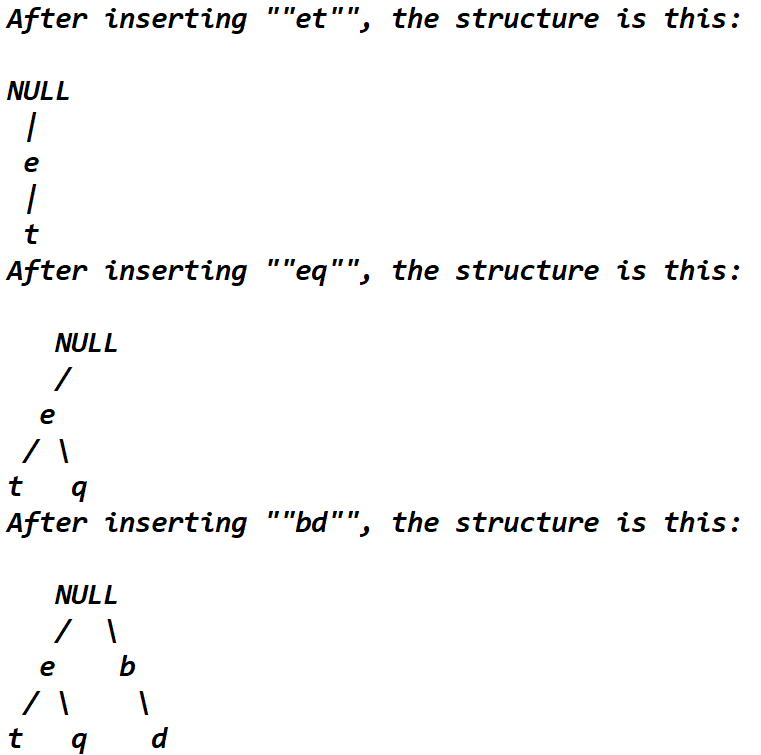 After inserting ""et"", the structure is this:

NULL
 |
 e
 |
 t
After inserting ""eq"", the structure is this:

   NULL
   /
  e
 / \
t   q
After inserting ""bd"", the structure is this:

   NULL
   /  \
  e    b
 / \    \
t   q    d